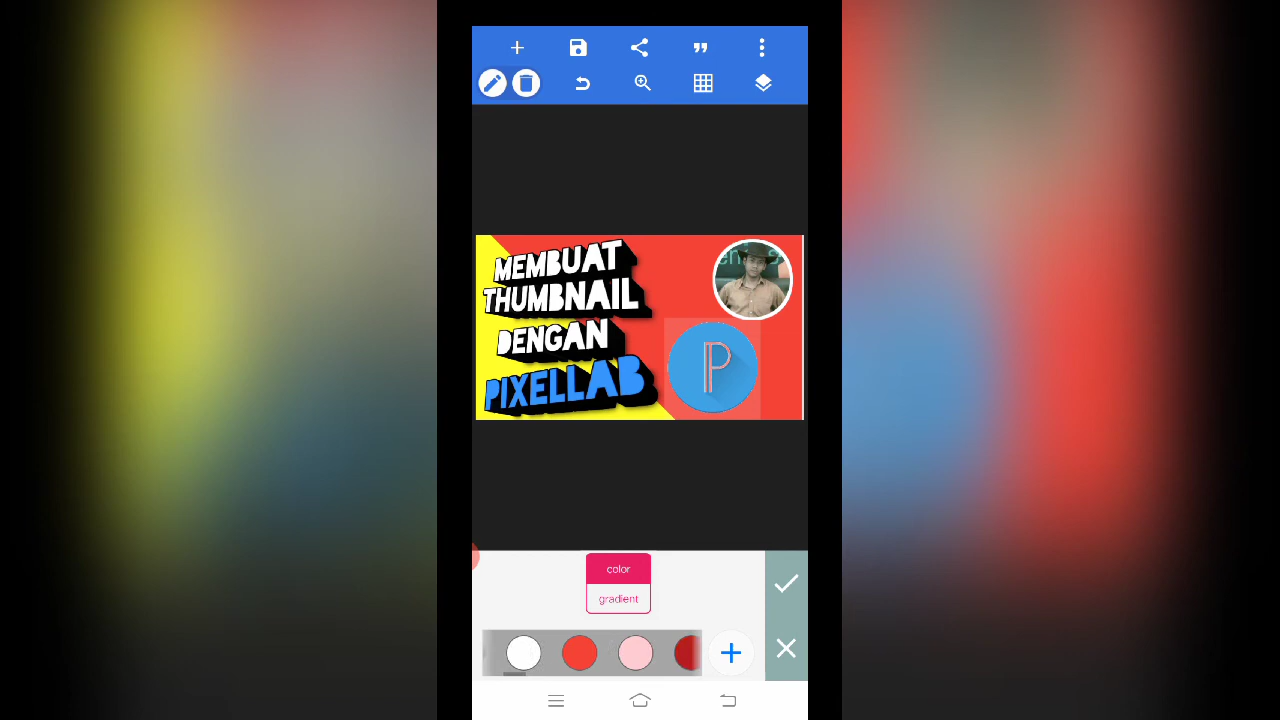 MEMBUAT
THUMBNAIL
DENGAN
PIXELLAB
P
color
gradient